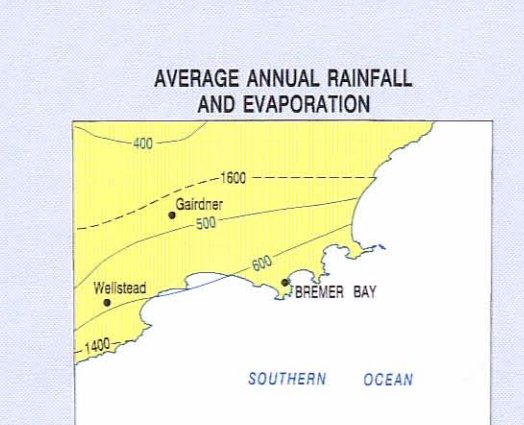 AVERAGE ANNUAL RAINFALL
AND EVAPORATION
400
1600
Gairdner
500
600
Wellstead
BREMER BAY
1400
SOUTHERN OCEAN